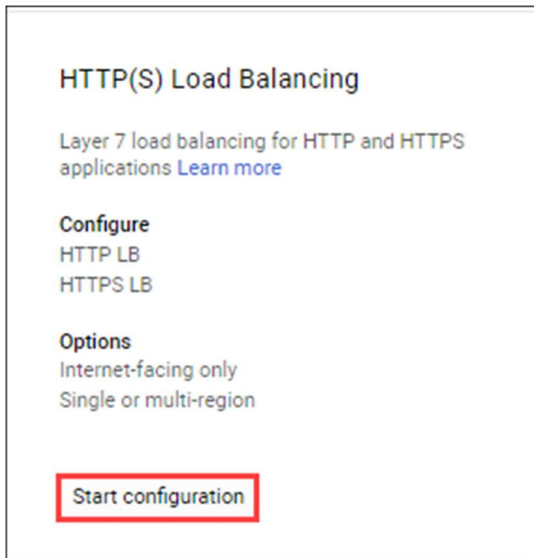 HTTP(S) Load Balancing
Layer 7 load balancing for HTTP and HTTPS
applications Learn more
Configure
HTTP LB
HTTPS LB
Options
Internet-facing only
Single or multi-region
Start configuration